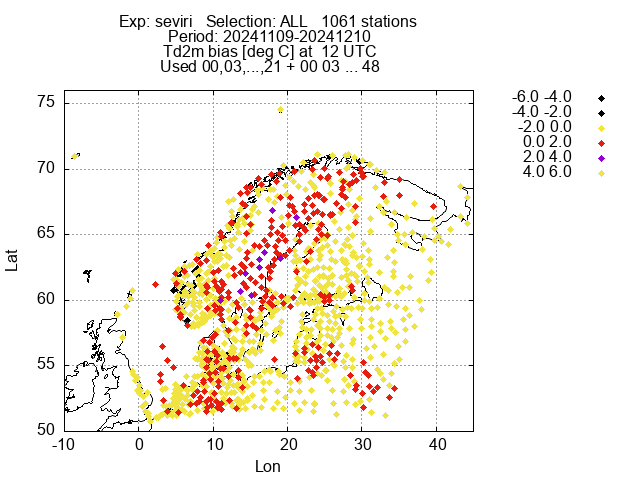 Exp: seviri   Selection: ALL   1061 stations
Period: 20241109-20241210
Td2m bias [deg C] at  12 UTC
Used 00,03,...,21 + 00 03 ... 48
-6.0 -4.0
-4.0 -2.0
-2.0 0.0
0.0 2.0
2.0 4.0
4.0 6.0
75
70
65
60
55
50
Lat
-10 0 10 20 30 40
Lon